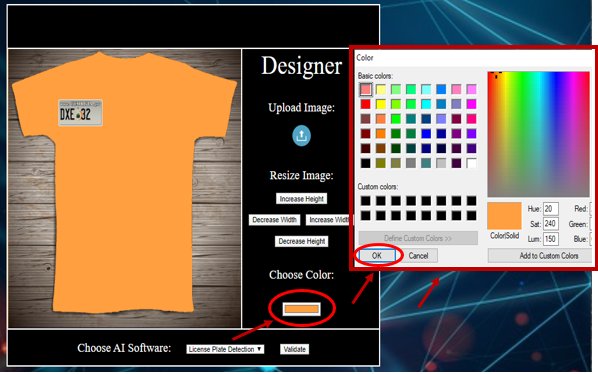 Designer
DXE 32
Upload Image:
Resize Image:
Increase Height
Decrease Width
Increase Width
Decrease Height
Choose Color:
Choose AI Software:
License Plate Detection
Validate
Color
Basic colors:
Custom colors:
Define Custom Colors >>
OK
Cancel
Color|Solid
Hue: 20
Sat: 240
Lum: 150
Red:
Green:
Blue:
Add to Custom Colors